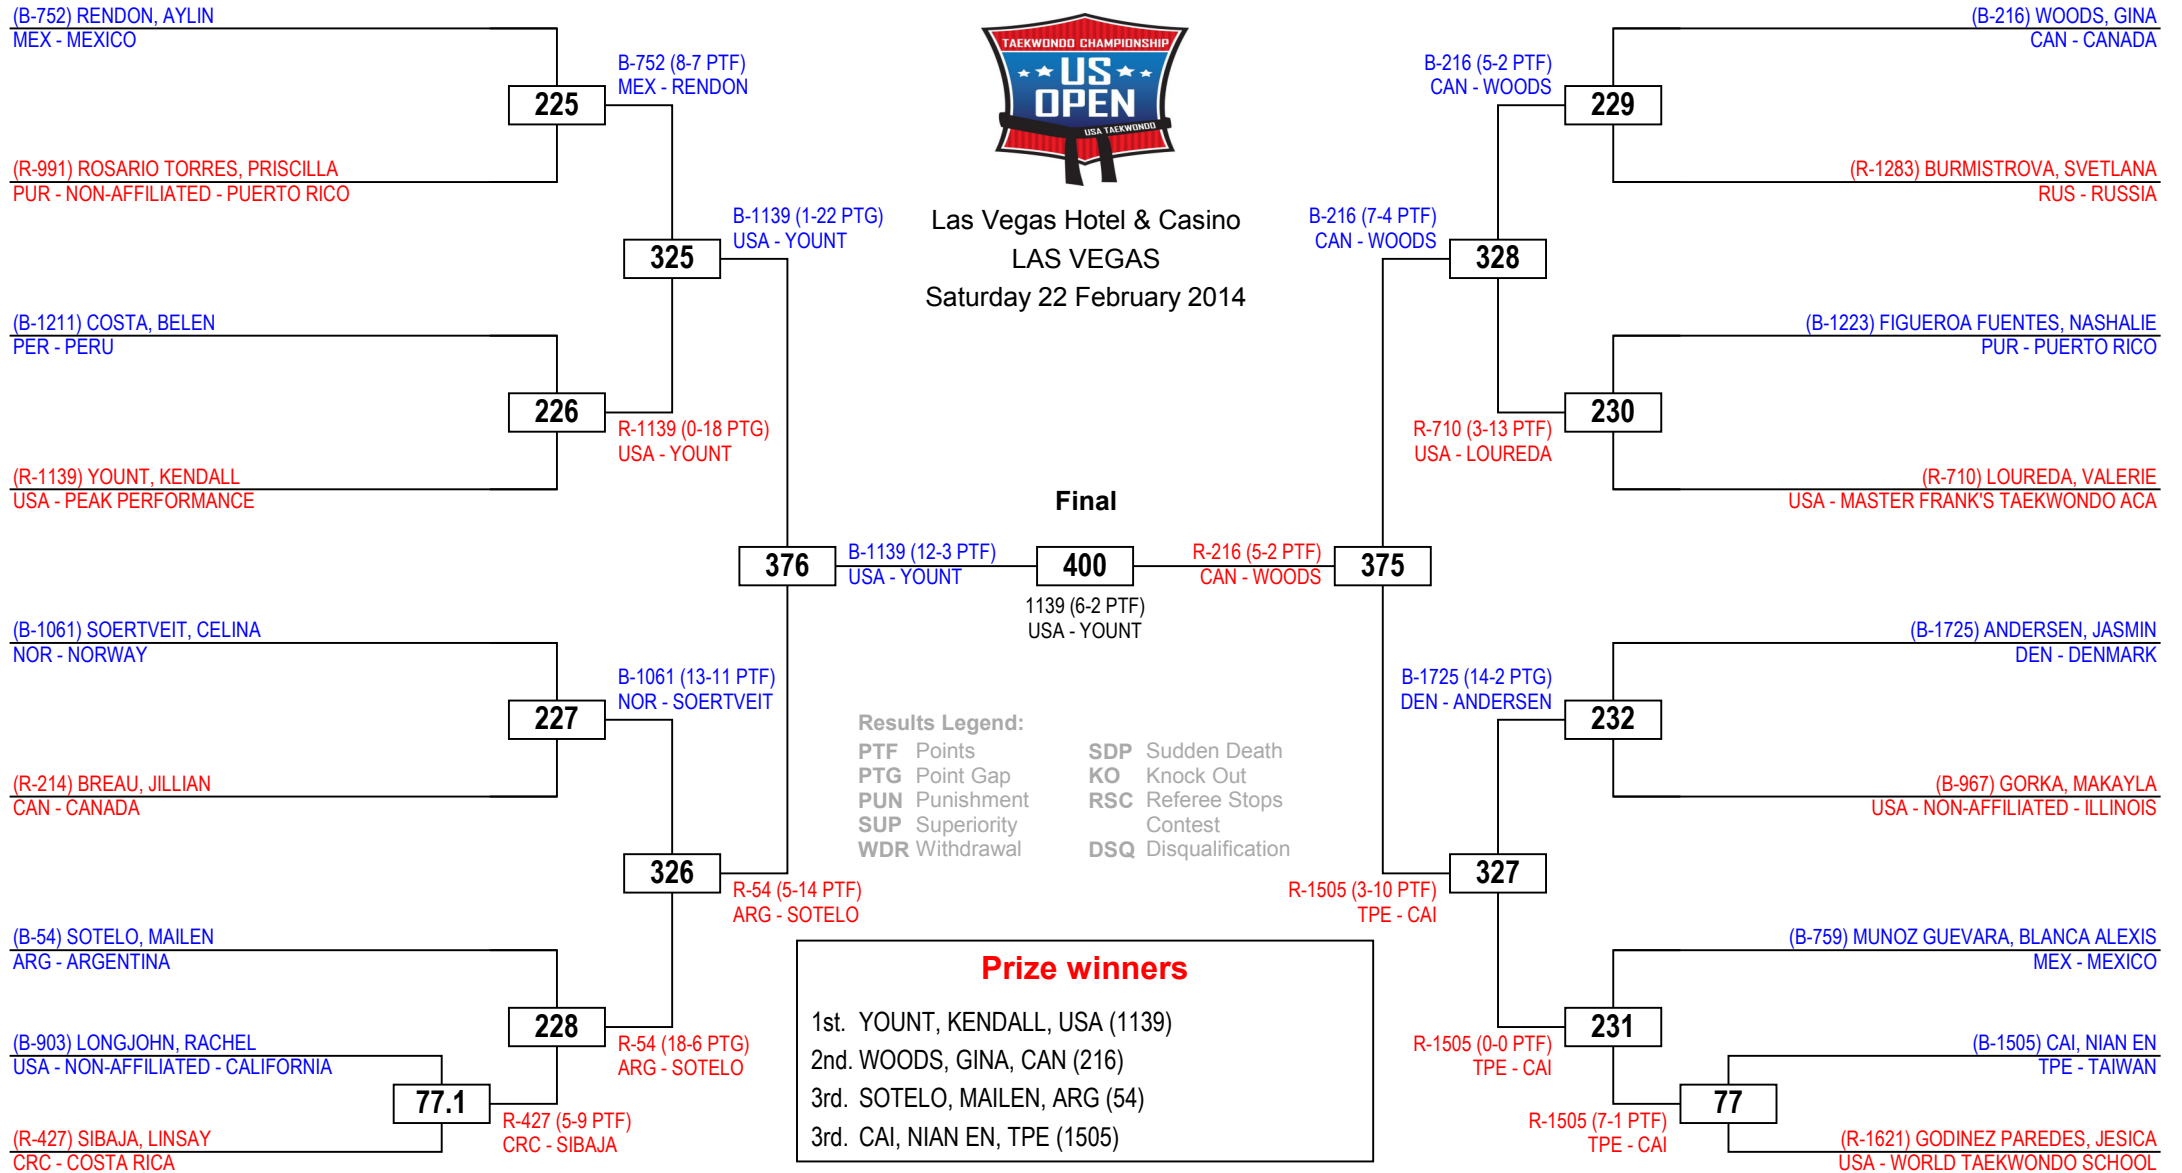 (B-752) RENDON, AYLIN
MEX - MEXICO
225
B-752 (8-7 PTF)
MEX - RENDON
(R-991) ROSARIO TORRES, PRISCILLA
PUR - NON-AFFILIATED - PUERTO RICO
325
B-1139 (1-22 PTG)
USA - YOUNT
(B-1211) COSTA, BELEN
PER - PERU
226
R-1139 (0-18 PTG)
USA - YOUNT
(R-1139) YOUNT, KENDALL
USA - PEAK PERFORMANCE
376
B-1139 (12-3 PTF)
USA - YOUNT
(B-1061) SOERTVEIT, CELINA
NOR - NORWAY
227
B-1061 (13-11 PTF)
NOR - SOERTVEIT
(R-214) BREAU, JILLIAN
CAN - CANADA
326
R-54 (5-14 PTF)
ARG - SOTELO
(B-54) SOTELO, MAILEN
ARG - ARGENTINA
228
R-54 (18-6 PTG)
ARG - SOTELO
(B-903) LONGJOHN, RACHEL
USA - NON-AFFILIATED - CALIFORNIA
77.1
R-427 (5-9 PTF)
CRC - SIBAJA
(R-427) SIBAJA, LINSAY
CRC - COSTA RICA
TAEKWONDO CHAMPIONSHIP
US
OPEN
USA TAEKWONDO
Las Vegas Hotel & Casino
LAS VEGAS
Saturday 22 February 2014
Final
400
1139 (6-2 PTF)
USA - YOUNT
Results Legend:
PTF Points
PTG Point Gap
PUN Punishment
SUP Superiority
WDR Withdrawal
SDP Sudden Death
KO Knock Out
RSC Referee Stops
Contest
DSQ Disqualification
Prize winners
1st. YOUNT, KENDALL, USA (1139)
2nd. WOODS, GINA, CAN (216)
3rd. SOTELO, MAILEN, ARG (54)
3rd. CAI, NIAN EN, TPE (1505)
(B-216) WOODS, GINA
CAN - CANADA
B-216 (5-2 PTF)
CAN - WOODS
229
(R-1283) BURMISTROVA, SVETLANA
RUS - RUSSIA
B-216 (7-4 PTF)
CAN - WOODS
328
(B-1223) FIGUEROA FUENTES, NASHALIE
PUR - PUERTO RICO
230
R-710 (3-13 PTF)
USA - LOUREDA
(R-710) LOUREDA, VALERIE
USA - MASTER FRANK'S TAEKWONDO ACA
R-216 (5-2 PTF)
CAN - WOODS
375
(B-1725) ANDERSEN, JASMIN
DEN - DENMARK
B-1725 (14-2 PTG)
DEN - ANDERSEN
232
(B-967) GORKA, MAKAYLA
USA - NON-AFFILIATED - ILLINOIS
327
R-1505 (3-10 PTF)
TPE - CAI
(B-759) MUNOZ GUEVARA, BLANCA ALEXIS
MEX - MEXICO
231
R-1505 (0-0 PTF)
TPE - CAI
(B-1505) CAI, NIAN EN
TPE - TAIWAN
77
R-1505 (7-1 PTF)
TPE - CAI
(R-1621) GODINEZ PAREDES, JESICA
USA - WORLD TAEKWONDO SCHOOL